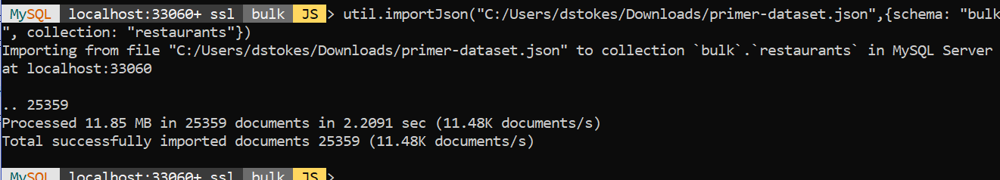 MySQL localhost:33060+ ssl bulk JS > util.importJson("C:/Users/dstokes/Downloads/primer-dataset.json",{schema: "bulk
", collection: "restaurants"})
Importing from file "C:/Users/dstokes/Downloads/primer-dataset.json" to collection `bulk`.`restaurants` in MySQL Server
at localhost:33060
.. 25359
Processed 11.85 MB in 25359 documents in 2.2091 sec (11.48K documents/s)
Total successfully imported documents 25359 (11.48K documents/s)
MySQL localhost:33060+ ssl bulk JS >